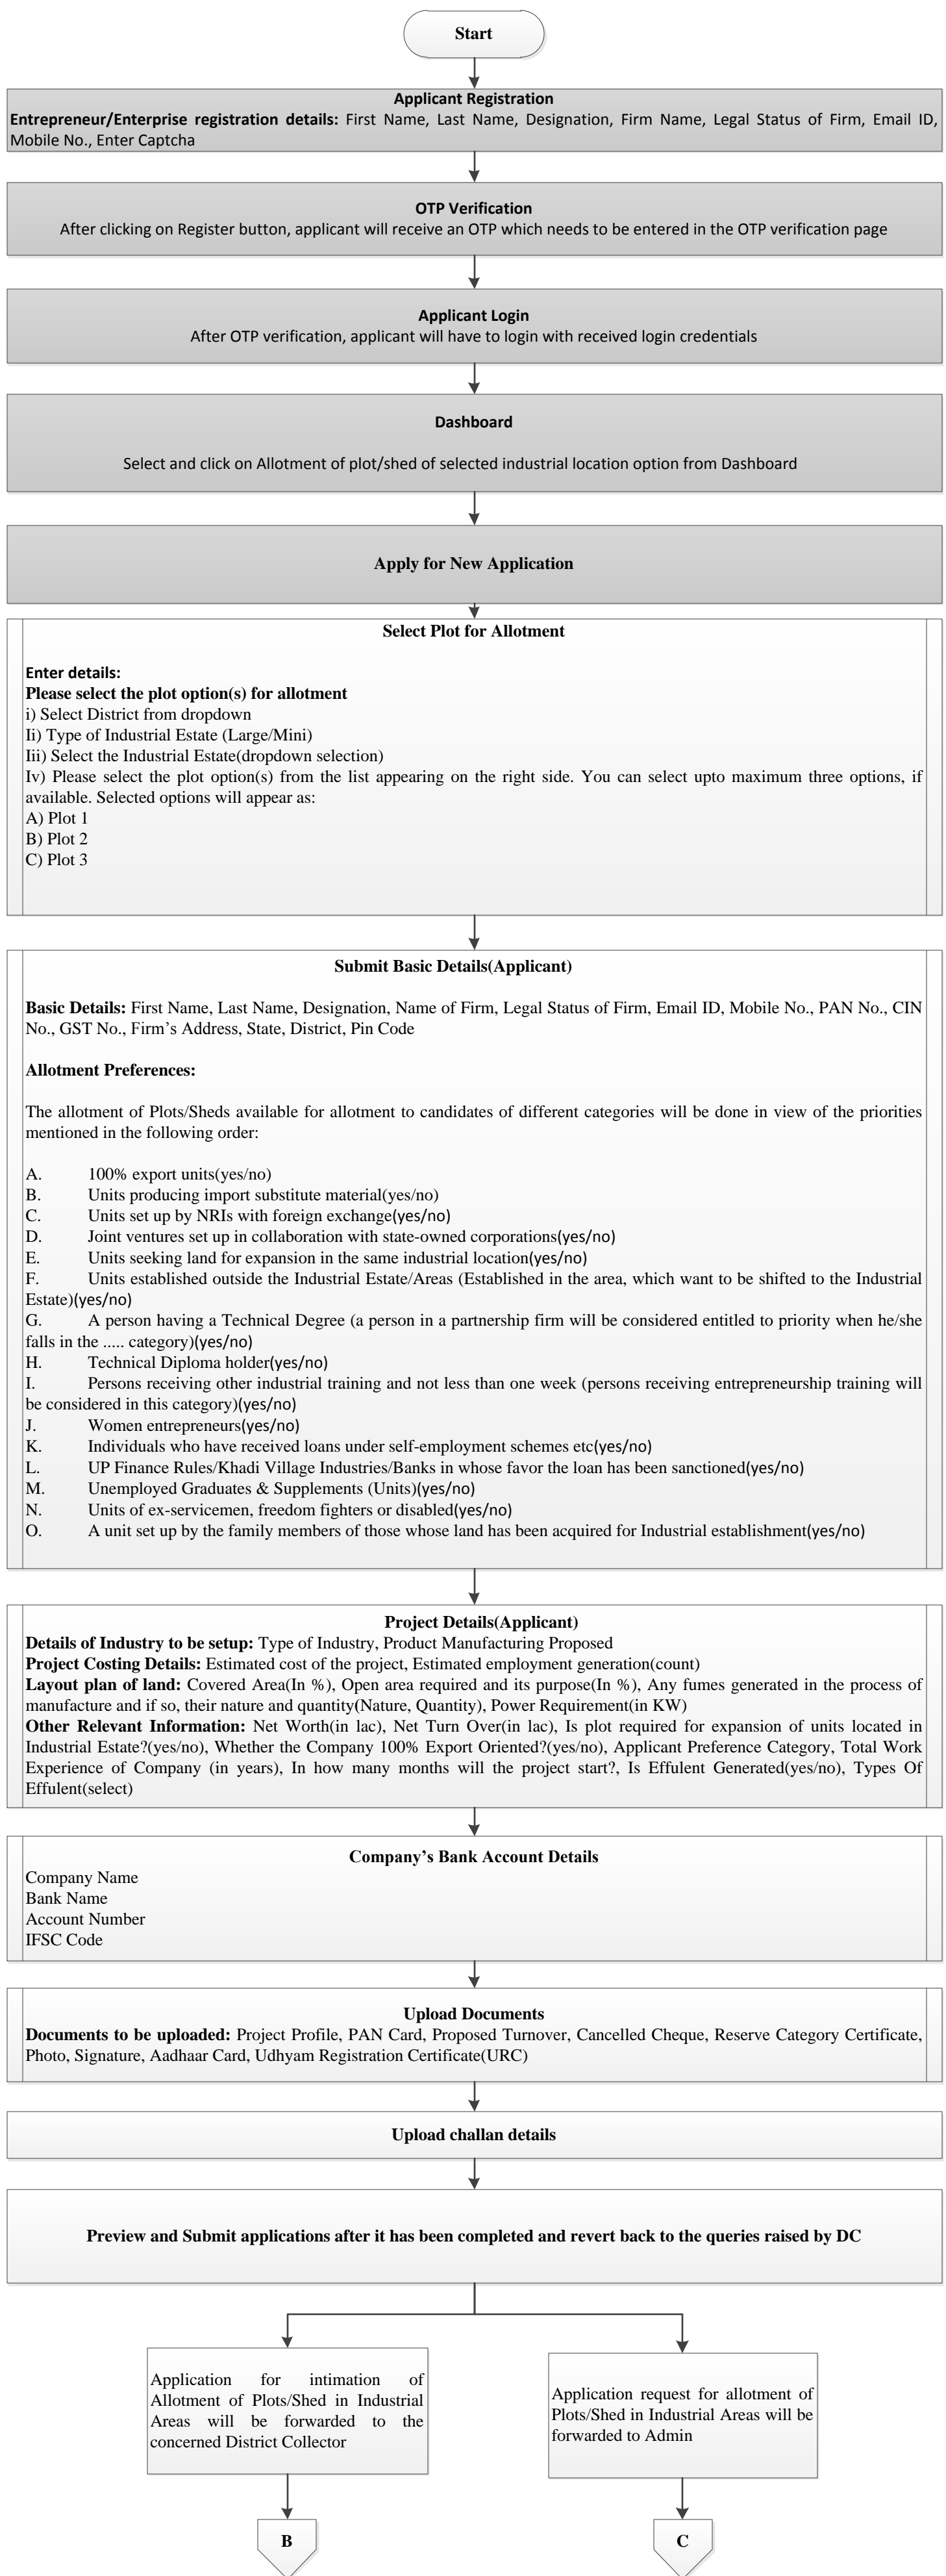 Start
Applicant Registration
Entrepreneur/Enterprise registration details: First Name, Last Name, Designation, Firm Name, Legal Status of Firm, Email ID,
Mobile No., Enter Captcha
OTP Verification
After clicking on Register button, applicant will receive an OTP which needs to be entered in the OTP verification page
Applicant Login
After OTP verification, applicant will have to login with received login credentials
Dashboard
Select and click on Allotment of plot/shed of selected industrial location option from Dashboard
Apply for New Application
Select Plot for Allotment
Enter details:
Please select the plot option(s) for allotment
i) Select District from dropdown
Ii) Type of Industrial Estate (Large/Mini)
Iii) Select the Industrial Estate(dropdown selection)
Iv) Please select the plot option(s) from the list appearing on the right side. You can select upto maximum three options, if
available. Selected options will appear as:
A) Plot 1
B) Plot 2
C) Plot 3
Submit Basic Details(Applicant)
Basic Details: First Name, Last Name, Designation, Name of Firm, Legal Status of Firm, Email ID, Mobile No., PAN No., CIN
No., GST No., Firm's Address, State, District, Pin Code
Allotment Preferences:
The allotment of Plots/Sheds available for allotment to candidates of different categories will be done in view of the priorities
mentioned in the following order:
A. 100% export units(yes/no)
B. Units producing import substitute material(yes/no)
C. Units set up by NRIs with foreign exchange(yes/no)
D. Joint ventures set up in collaboration with state-owned corporations(yes/no)
E. Units seeking land for expansion in the same industrial location(yes/no)
F. Units established outside the Industrial Estate/Areas (Established in the area, which want to be shifted to the Industrial
Estate)(yes/no)
G. A person having a Technical Degree (a person in a partnership firm will be considered entitled to priority when he/she
falls in the ..... category)(yes/no)
H. Technical Diploma holder(yes/no)
I. Persons receiving other industrial training and not less than one week (persons receiving entrepreneurship training will
be considered in this category)(yes/no)
J. Women entrepreneurs(yes/no)
K. Individuals who have received loans under self-employment schemes etc(yes/no)
L. UP Finance Rules/Khadi Village Industries/Banks in whose favor the loan has been sanctioned(yes/no)
M. Unemployed Graduates & Supplements (Units)(yes/no)
N. Units of ex-servicemen, freedom fighters or disabled(yes/no)
O. A unit set up by the family members of those whose land has been acquired for Industrial establishment(yes/no)
Project Details(Applicant)
Details of Industry to be setup: Type of Industry, Product Manufacturing Proposed
Project Costing Details: Estimated cost of the project, Estimated employment generation(count)
Layout plan of land: Covered Area(In %), Open area required and its purpose(In %), Any fumes generated in the process of
manufacture and if so, their nature and quantity(Nature, Quantity), Power Requirement(in KW)
Other Relevant Information: Net Worth(in lac), Net Turn Over(in lac), Is plot required for expansion of units located in
Industrial Estate?(yes/no), Whether the Company 100% Export Oriented?(yes/no), Applicant Preference Category, Total Work
Experience of Company (in years), In how many months will the project start?, Is Effulent Generated(yes/no), Types Of
Effulent(select)
Company's Bank Account Details
Company Name
Bank Name
Account Number
IFSC Code
Upload Documents
Documents to be uploaded: Project Profile, PAN Card, Proposed Turnover, Cancelled Cheque, Reserve Category Certificate,
Photo, Signature, Aadhaar Card, Udhyam Registration Certificate(URC)
Upload challan details
Preview and Submit applications after it has been completed and revert back to the queries raised by DC
Application for intimation of
Allotment of Plots/Shed in Industrial
Areas will be forwarded to the
concerned District Collector
Application request for allotment of
Plots/Shed in Industrial Areas will be
forwarded to Admin
B
C